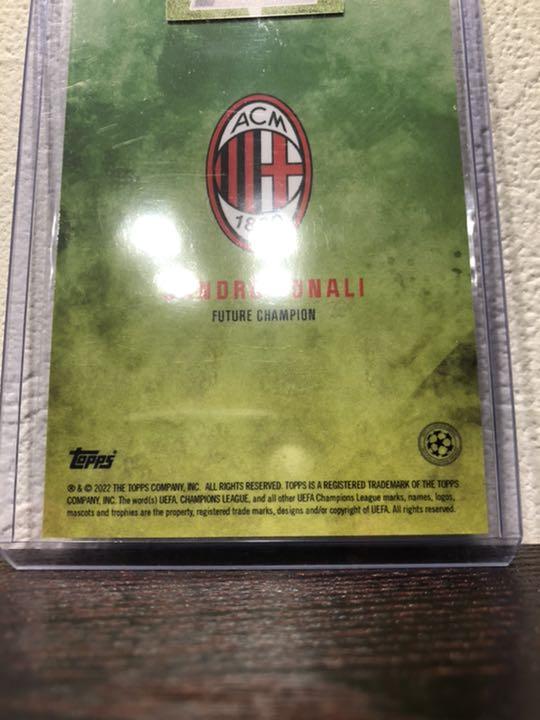 ACM
FUTURE CHAMPION
Topps
® & © 2022 THE TOPPS COMPANY, INC. ALL RIGHTS RESERVED. TOPPS IS A REGISTERED TRADEMARK OF THE TOPPS
COMPANY, INC. The word(s) UEFA, CHAMPIONS LEAGUE, and all other UEFA Champions League marks, names, logos,
mascots and trophies are the property, registered trade marks, designs and/or copyright of UEFA. All rights reserved.